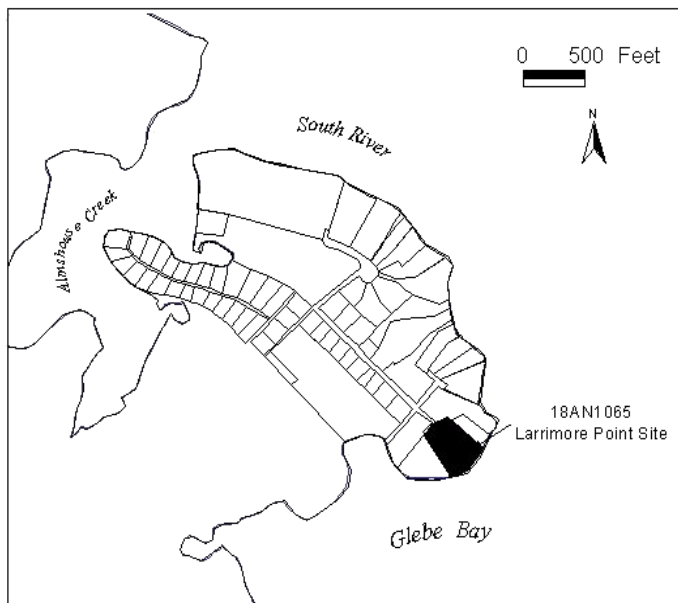 0 500 Feet
N
South River
Almshouse Creek
18AN1065
Larrimore Point Site
Glebe Bay